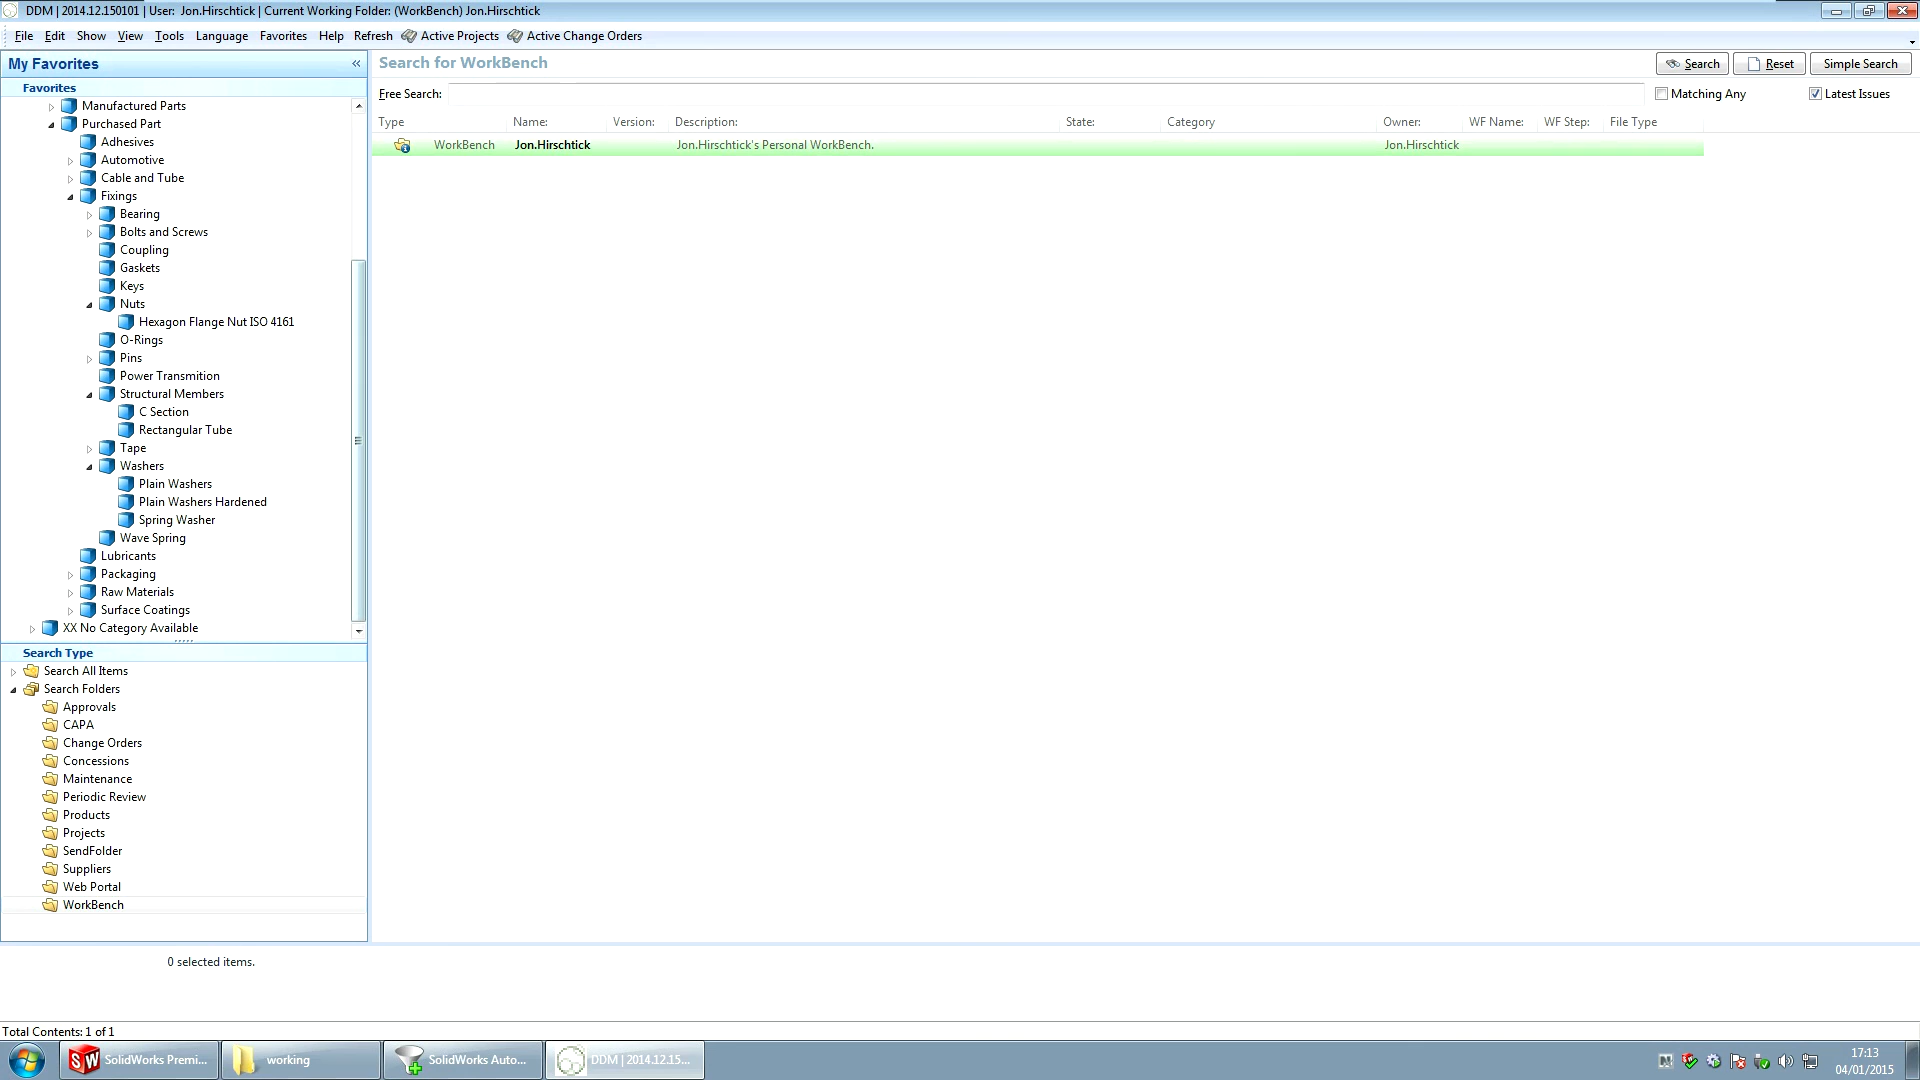 DDM | 2014.12.150101 | User: Jon.Hirschtick | Current Working Folder: (WorkBench) Jon.Hirschtick
File Edit Show View Tools Language Favorites Help Refresh Active Projects Active Change Orders
My Favorites
Favorites
Manufactured Parts
Purchased Part
Adhesives
Automotive
Cable and Tube
Fixings
Bearing
Bolts and Screws
Coupling
Gaskets
Keys
Nuts
Hexagon Flange Nut ISO 4161
O-Rings
Pins
Power Transmition
Structural Members
C Section
Rectangular Tube
Tape
Washers
Plain Washers
Plain Washers Hardened
Spring Washer
Wave Spring
Lubricants
Packaging
Raw Materials
Surface Coatings
XX No Category Available
Search Type
Search All Items
Search Folders
Approvals
CAPA
Change Orders
Concessions
Maintenance
Periodic Review
Products
Projects
SendFolder
Suppliers
Web Portal
WorkBench
Search for WorkBench
Search Reset Simple Search
Free Search: Matching Any Latest Issues
Type Name: Version: Description: State: Category Owner: WF Name: WF Step: File Type
WorkBench Jon.Hirschtick Jon.Hirschtick's Personal WorkBench. Jon.Hirschtick
0 selected items.
Total Contents: 1 of 1
SolidWorks Premi... working SolidWorks Auto... DDM | 2014.12.15...
17:13
04/01/2015